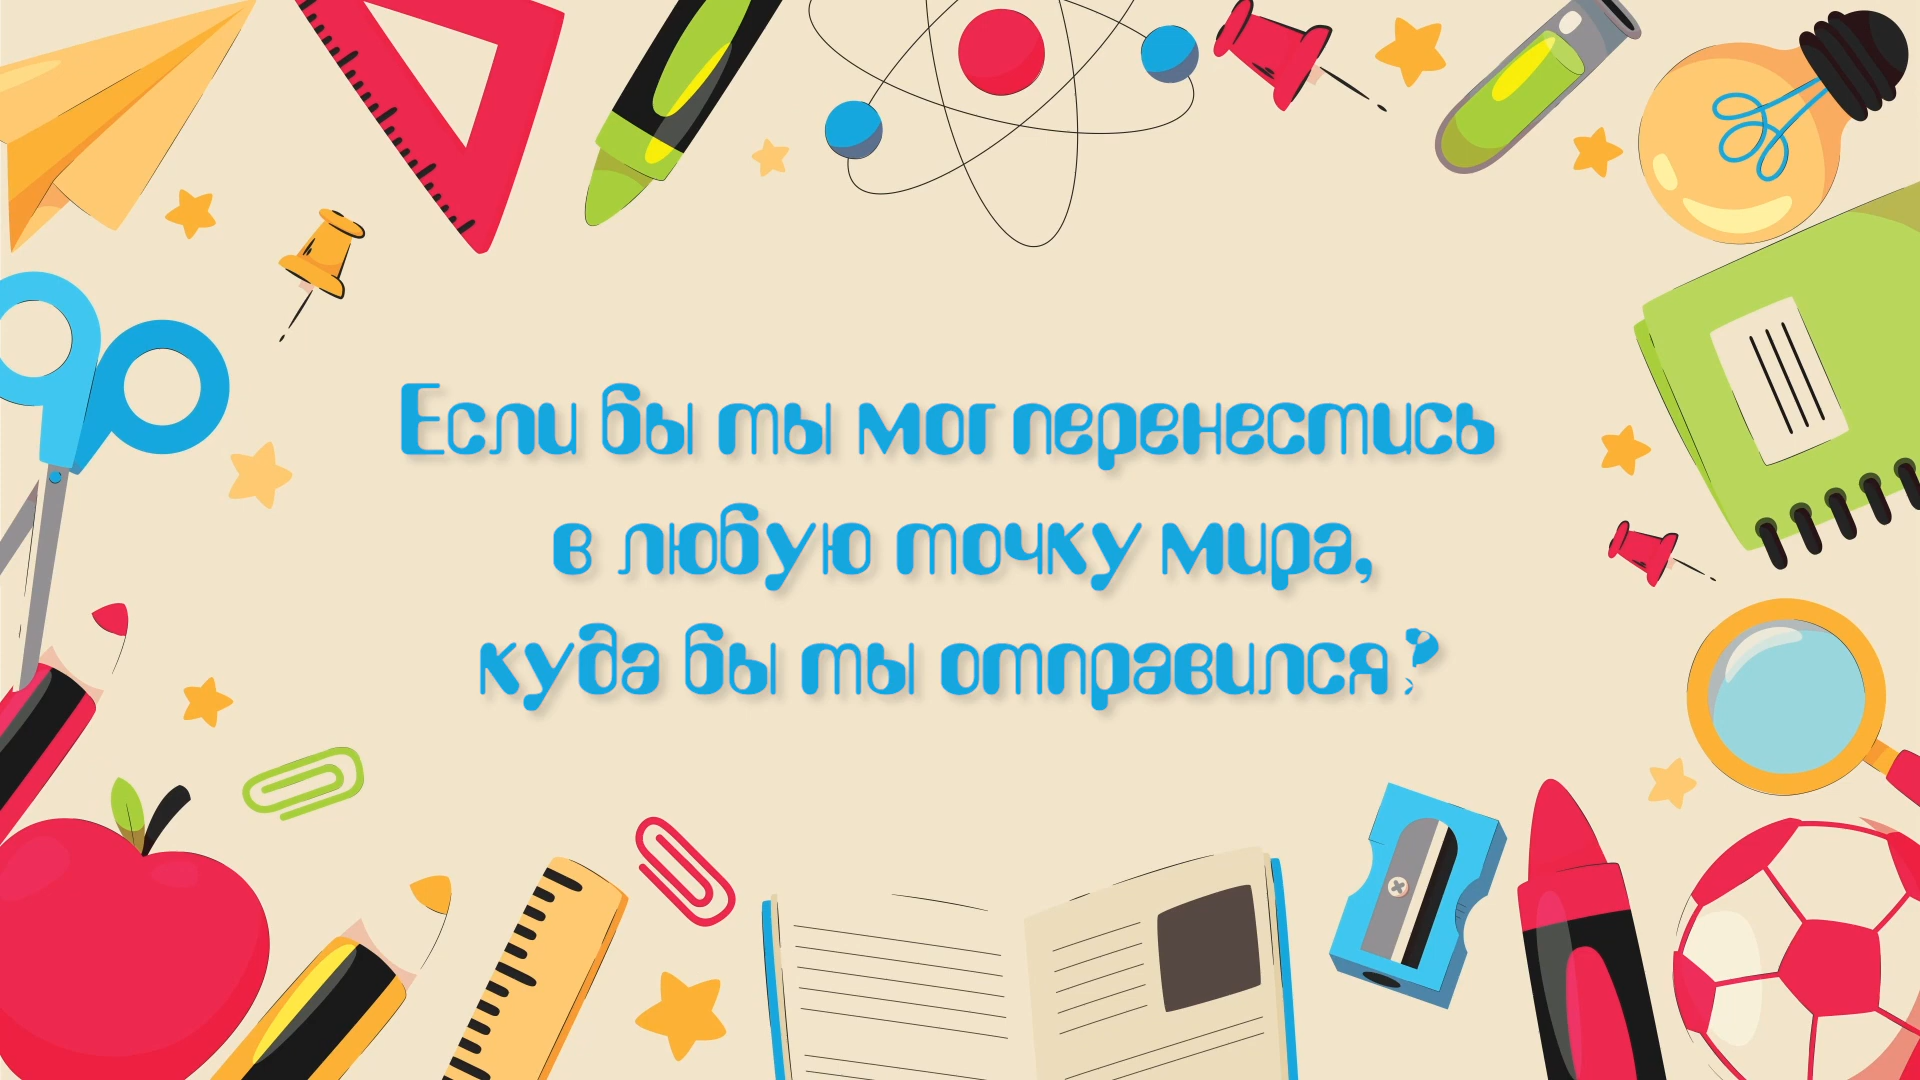 Если бы ты мог перенестись
в любую точку мира,
куда бы ты отправился?